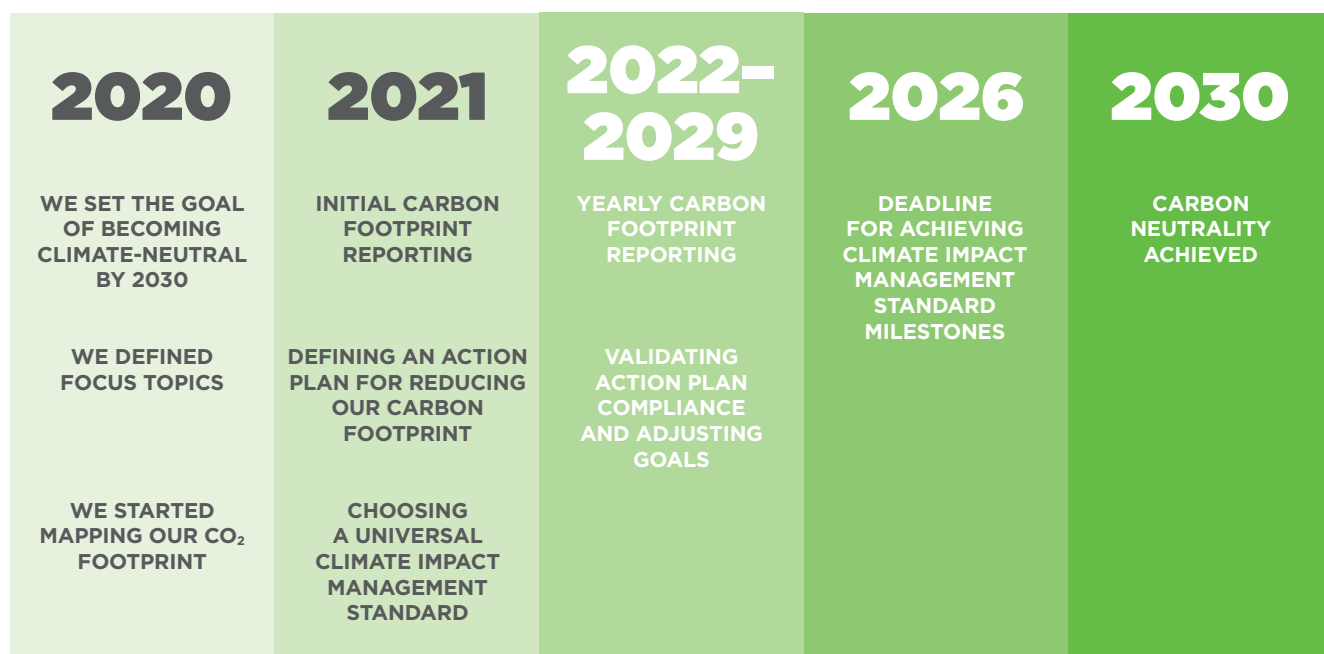 2020
WE SET THE GOAL
OF BECOMING
CLIMATE-NEUTRAL
BY 2030
WE DEFINED
FOCUS TOPICS
WE STARTED
MAPPING OUR CO₂
FOOTPRINT
2021
INITIAL CARBON
FOOTPRINT
REPORTING
DEFINING AN ACTION
PLAN FOR REDUCING
OUR CARBON
FOOTPRINT
CHOOSING
A UNIVERSAL
CLIMATE IMPACT
MANAGEMENT
STANDARD
2022–
2029
YEARLY CARBON
FOOTPRINT
REPORTING
VALIDATING
ACTION PLAN
COMPLIANCE
AND ADJUSTING
GOALS
2026
DEADLINE
FOR ACHIEVING
CLIMATE IMPACT
MANAGEMENT
STANDARD
MILESTONES
2030
CARBON
NEUTRALITY
ACHIEVED